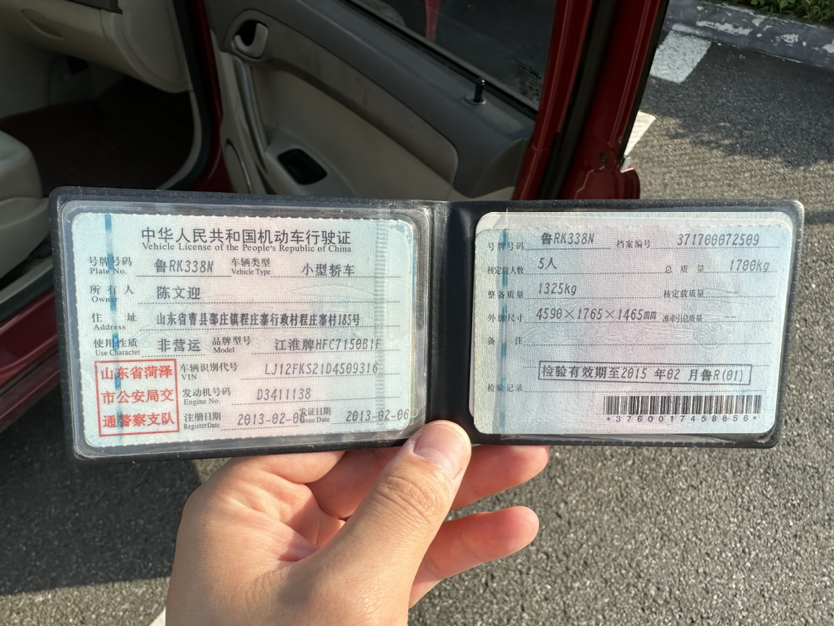 中华人民共和国机动车行驶证
Vehicle License of the People's Republic of China
号牌号码 鲁RK338N 车辆类型 小型轿车
Plate No. Vehicle Type
所有人 陈文迎
Owner
住址 山东省曹县邵庄镇程庄寨行政村程庄寨村185号
Address
使用性质 非营运 品牌型号 江淮牌HFC7150B1F
Use Character Model
山东省菏泽
市公安局交
通警察支队
车辆识别代号 LJ12FKS21D4509316
VIN
发动机号码 D3411138
Engine No.
注册日期 2013-02-06 发证日期 2013-02-06
Register Date Issue Date
号牌号码 鲁RK338N 档案编号 371700072509
核定载人数 5人 总质量 1700kg
整备质量 1325kg 核定载质量 --
外廓尺寸 4590×1765×1465mm 准牵引总质量 --
备注
检验有效期至2015 年02 月鲁R(01)
检验记录
*3760017458856*